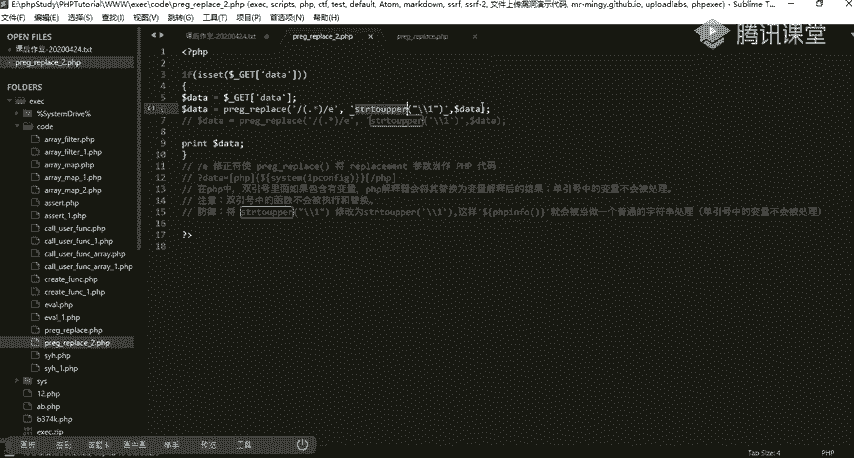 E:\phpStudy\PHPTutorial\WWW\exec\code\preg_replace_2.php (exec, scripts, php, ctf, test, default, Atom, markdown, ssrf, ssrf-2, 文件上传漏洞演示代码, mr-mingy.github.io, uploadlabs, phpexec) - Sublime T...
文件(F) 编辑(E) 选择(S) 查找(I) 查看(V) 跳转(G) 工具(T) 项目(P) 首选项(N) 帮助(H)
OPEN FILES
课后作业-20200424.txt
preg_replace_2.php
FOLDERS
exec
%SystemDrive%
code
array_filter.php
array_filter_1.php
array_map.php
array_map_1.php
array_map_2.php
assert.php
assert_1.php
call_user_func.php
call_user_func_1.php
call_user_func_array.php
call_user_func_array_1.php
create_func.php
create_func_1.php
eval.php
eval_1.php
preg_replace.php
preg_replace_2.php
syh.php
syh_1.php
sys
12.php
ab.php
b374k.php
exec.zip
课后作业-20200424.txt
preg_replace_2.php
preg_replace.php
腾讯课堂
1 <?php
2
3 if(isset($_GET['data']))
4 {
5 $data = $_GET['data'];
6 $data = preg_replace('/(.*)/e', 'strtoupper("\\1")',$data);
7 // $data = preg_replace('/(.*)/e', 'strtoupper('\\1')',$data);
8
9 print $data;
10 }
11 // /e 修正符使 preg_replace() 将 replacement 参数当作 PHP 代码
12 // ?data=[php]{${system(ipconfig)}}[/php]
13 // 在php中，双引号里面如果包含有变量，php解释器会将其替换为变量解释后的结果；单引号中的变量不会被处理。
14 // 注意：双引号中的函数不会被执行和替换。
15 // 防御：将 strtoupper("\\1") 修改为strtoupper('\\1'),这样'${phpinfo()}'就会被当做一个普通的字符串处理（单引号中的变量不会被处理）
16
17 ?>
18
工具
Tab Size: 4
PHP